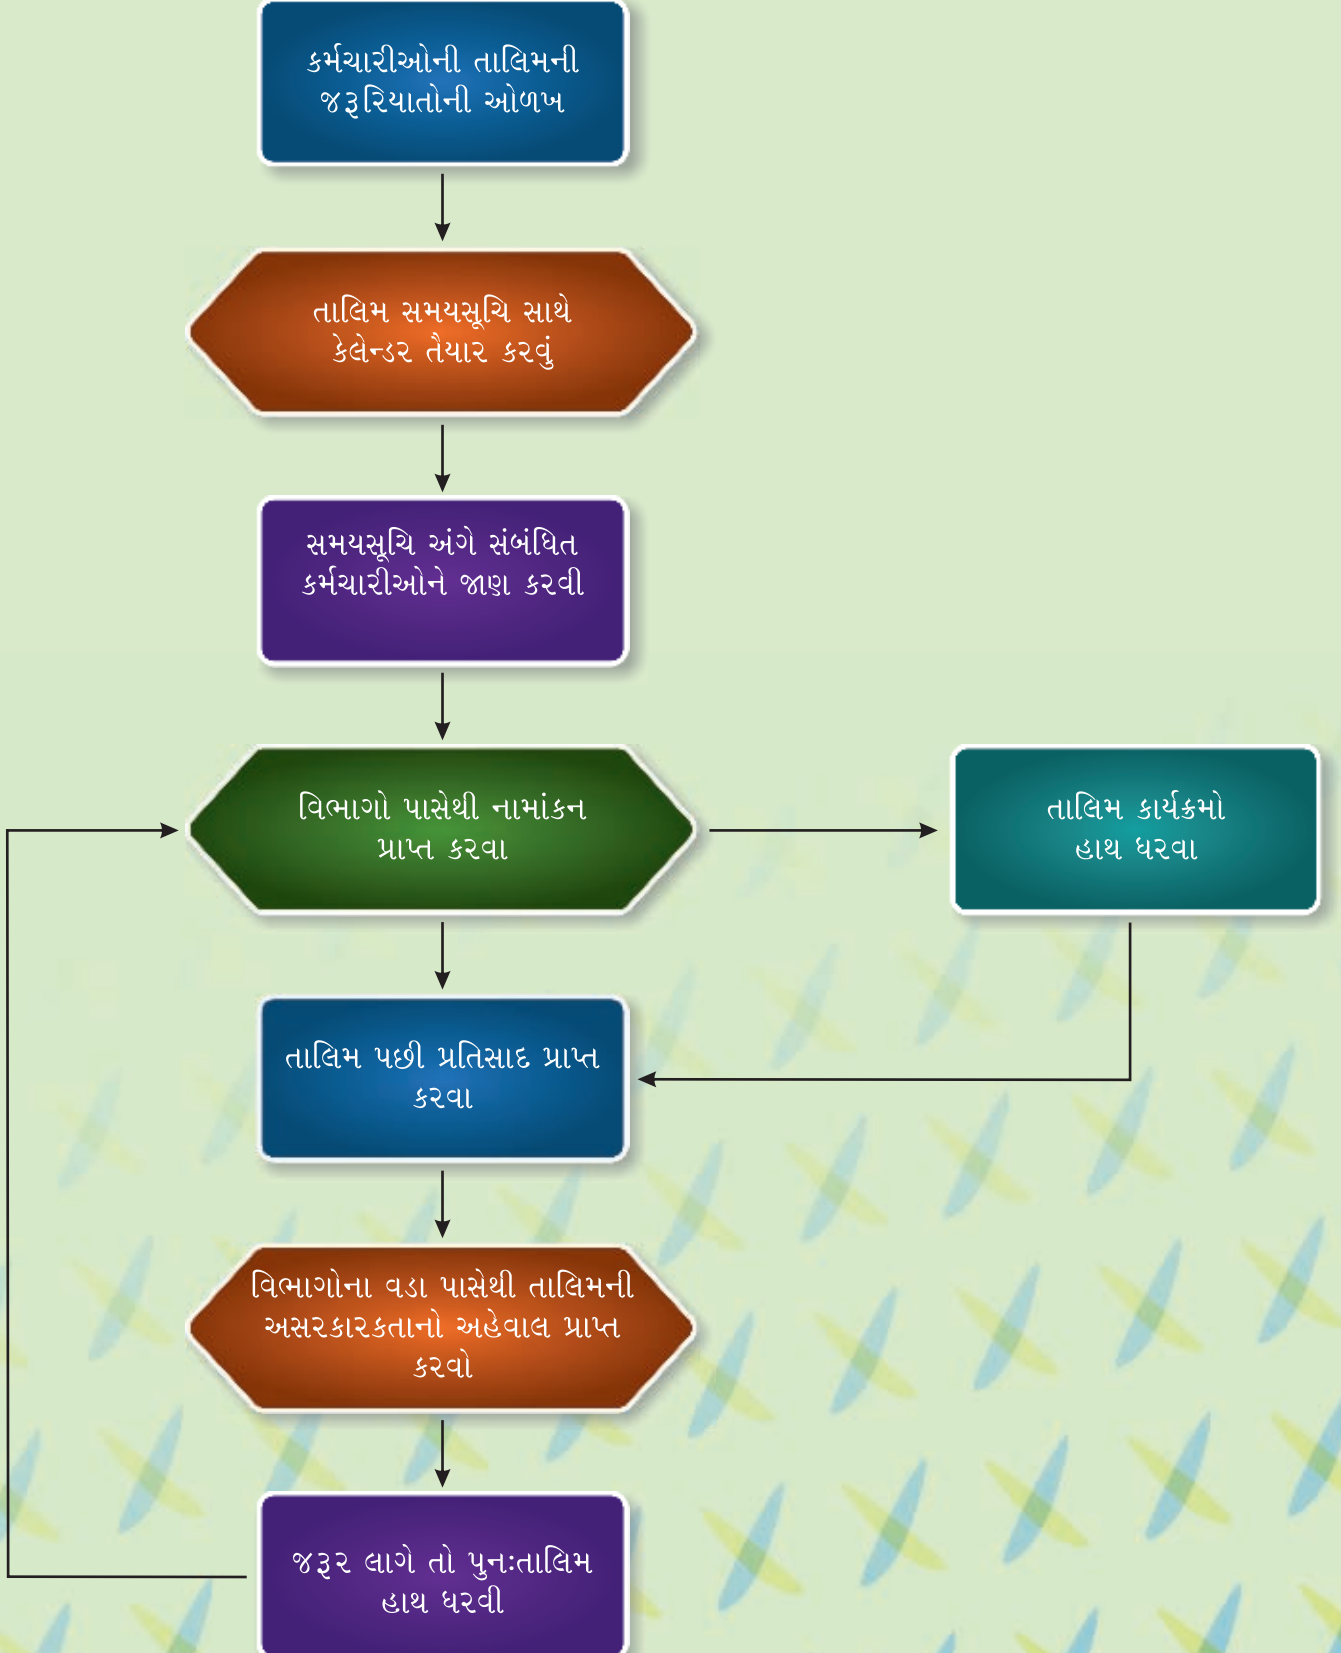 કર્મચારીઓની તાલિમની
જરૂરિયાતોની ઓળખ
તાલિમ સમયસૂચિ સાથે
કેલેન્ડર તૈયાર કરવું
સમયસૂચિ અંગે સંબંધિત
કર્મચારીઓને જાણ કરવી
વિભાગો પાસેથી નામાંકન
પ્રાપ્ત કરવા
તાલિમ કાર્યક્રમો
હાથ ધરવા
તાલિમ પછી પ્રતિસાદ પ્રાપ્ત
કરવા
વિભાગોના વડા પાસેથી તાલિમની
અસરકારકતાનો અહેવાલ પ્રાપ્ત
કરવો
જરૂર લાગે તો પુનઃતાલિમ
હાથ ધરવી